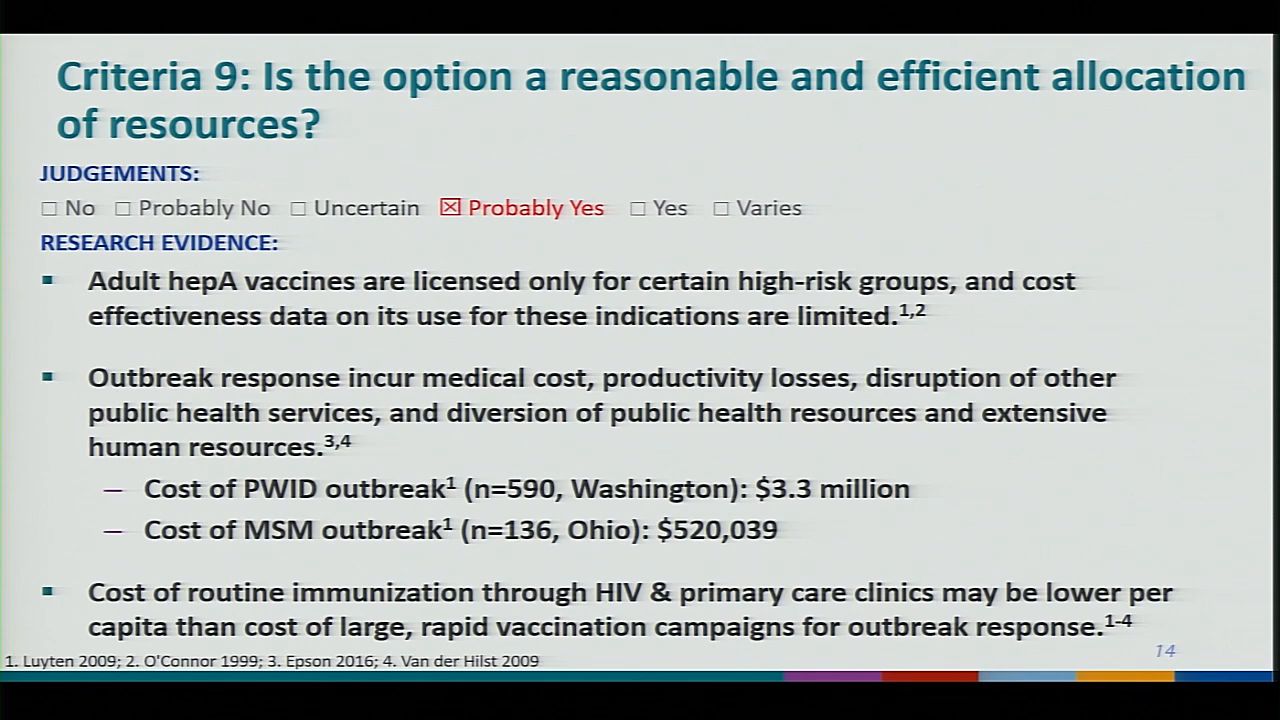 Criteria 9: Is the option a reasonable and efficient allocation
of resources?
JUDGEMENTS:
☐ No ☐ Probably No ☐ Uncertain ☒ Probably Yes ☐ Yes ☐ Varies
RESEARCH EVIDENCE:
▪ Adult hepA vaccines are licensed only for certain high-risk groups, and cost
effectiveness data on its use for these indications are limited.1,2
▪ Outbreak response incur medical cost, productivity losses, disruption of other
public health services, and diversion of public health resources and extensive
human resources.3,4
– Cost of PWID outbreak1 (n=590, Washington): $3.3 million
– Cost of MSM outbreak1 (n=136, Ohio): $520,039
▪ Cost of routine immunization through HIV & primary care clinics may be lower per
capita than cost of large, rapid vaccination campaigns for outbreak response.1-4
14
1. Luyten 2009; 2. O'Connor 1999; 3. Epson 2016; 4. Van der Hilst 2009